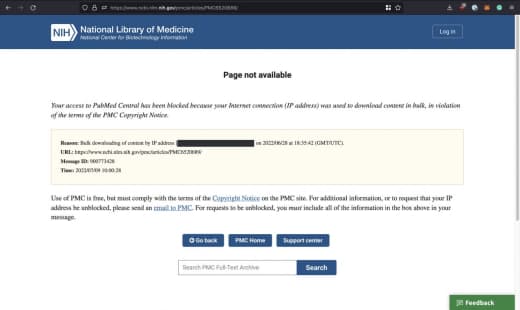 https://www.ncbi.nlm.nih.gov/pmc/articles/PMC6520689/
NIH National Library of Medicine
National Center for Biotechnology Information
Log in
Page not available
Your access to PubMed Central has been blocked because your Internet connection (IP address) was used to download content in bulk, in violation
of the terms of the PMC Copyright Notice.
Reason: Bulk downloading of content by IP address [ on 2022/06/28 at 18:35:42 (GMT/UTC).
URL: https://www.ncbi.nlm.nih.gov/pmc/articles/PMC6520689/
Message ID: 900773428
Time: 2022/07/09 10:00:28
Use of PMC is free, but must comply with the terms of the Copyright Notice on the PMC site. For additional information, or to request that your IP
address be unblocked, please send an email to PMC. For requests to be unblocked, you must include all of the information in the box above in your
message.
Go back PMC Home Support center
Search PMC Full-Text Archive Search
Feedback